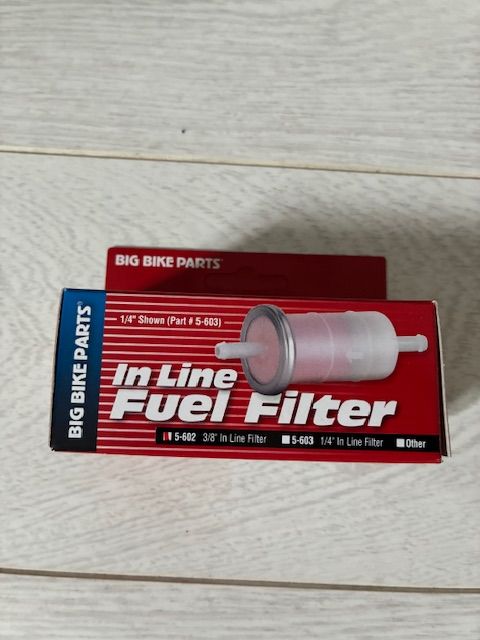 BIG BIKE PARTS®
BIG BIKE PARTS®
1/4" Shown (Part # 5-603)
In Line
Fuel Filter
5-602 3/8" In Line Filter 5-603 1/4" In Line Filter Other